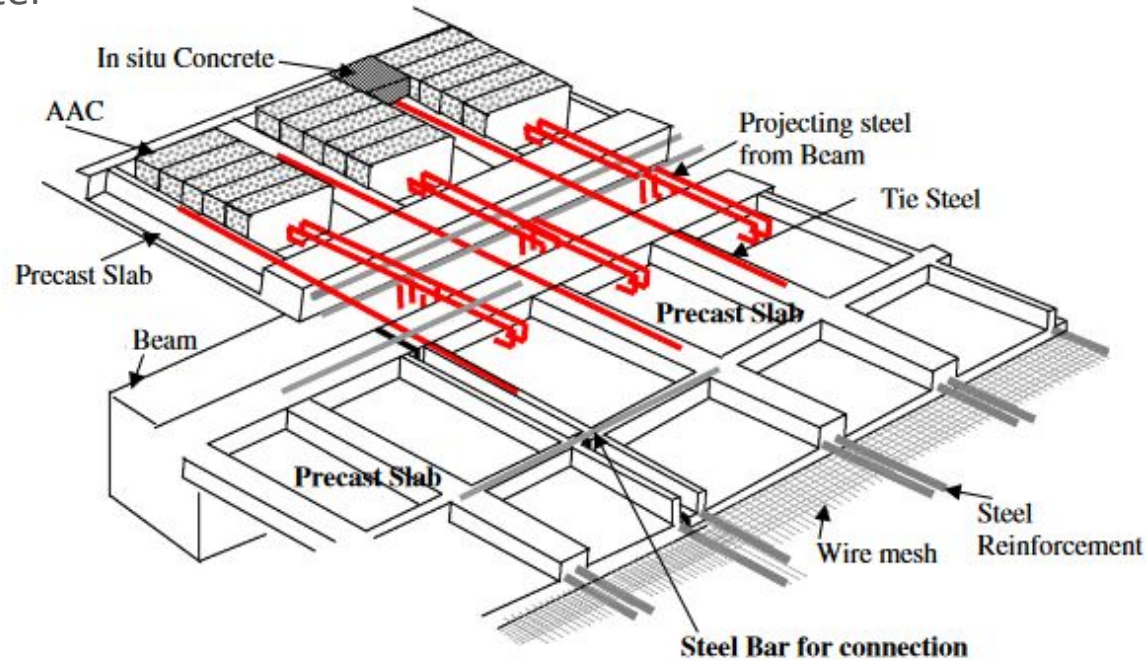 In situ Concrete
AAC
Projecting steel
from Beam
Tie Steel
Precast Slab
Precast Slab
Beam
Precast Slab
Steel
Reinforcement
Wire mesh
Steel Bar for connection